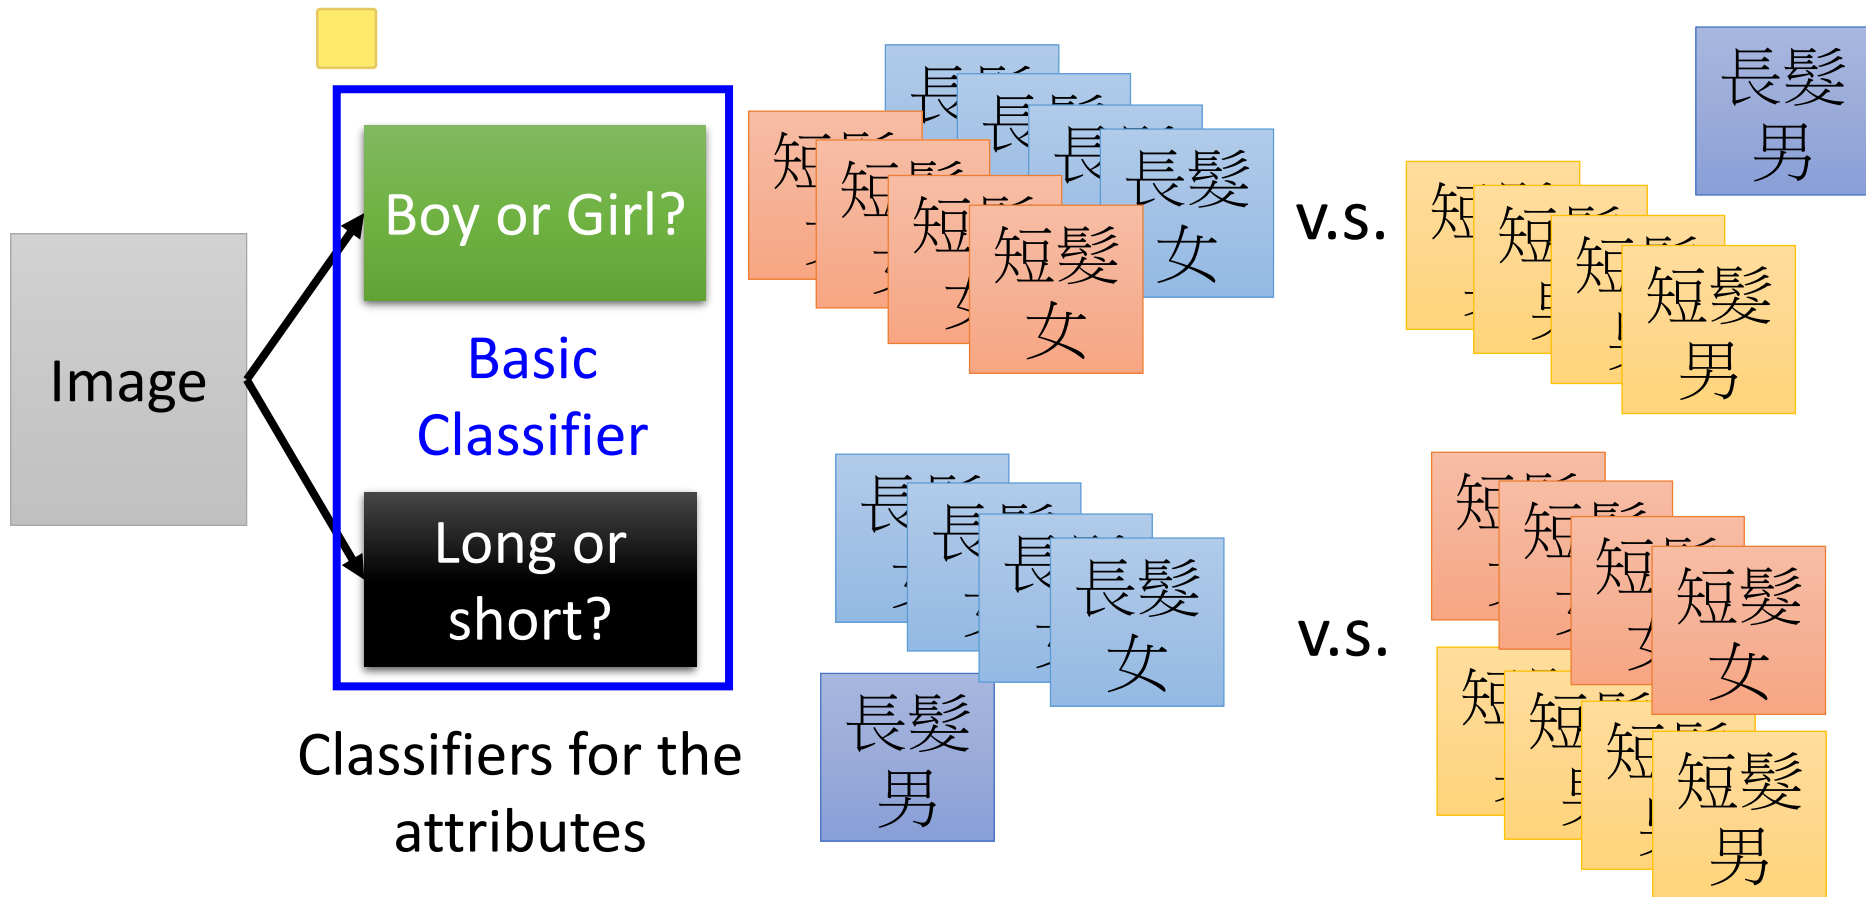 Image
Boy or Girl?
Basic
Classifier
Long or
short?
Classifiers for the
attributes
長髮
女
短髮
女
v.s.
長髮
男
短髮
男
長髮
女
長髮
男
v.s.
短髮
女
短髮
男